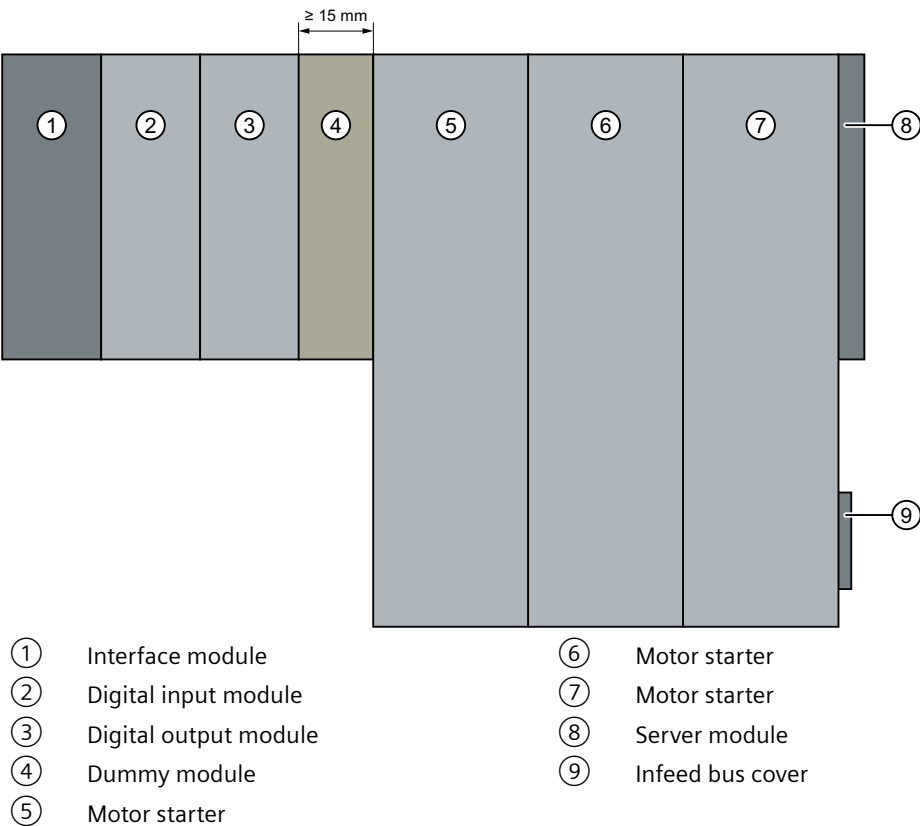 ≥ 15 mm
① ② ③ ④ ⑤ ⑥ ⑦ ⑧
⑨
① Interface module
② Digital input module
③ Digital output module
④ Dummy module
⑤ Motor starter
⑥ Motor starter
⑦ Motor starter
⑧ Server module
⑨ Infeed bus cover